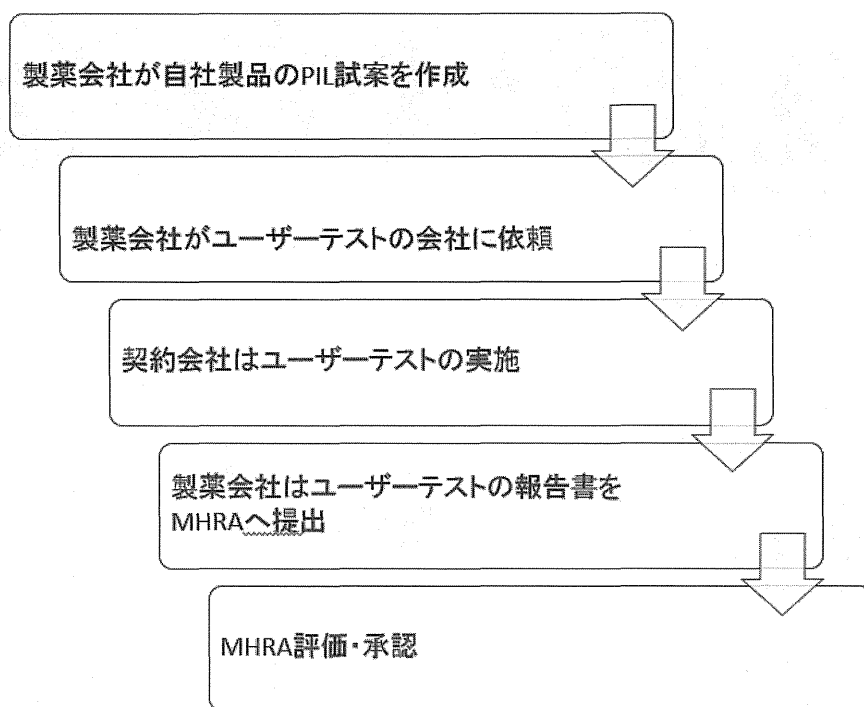 製薬会社が自社製品のPIL試案を作成
製薬会社がユーザーテストの会社に依頼
契約会社はユーザーテストの実施
製薬会社はユーザーテストの報告書を
MHRAへ提出
MHRA評価・承認